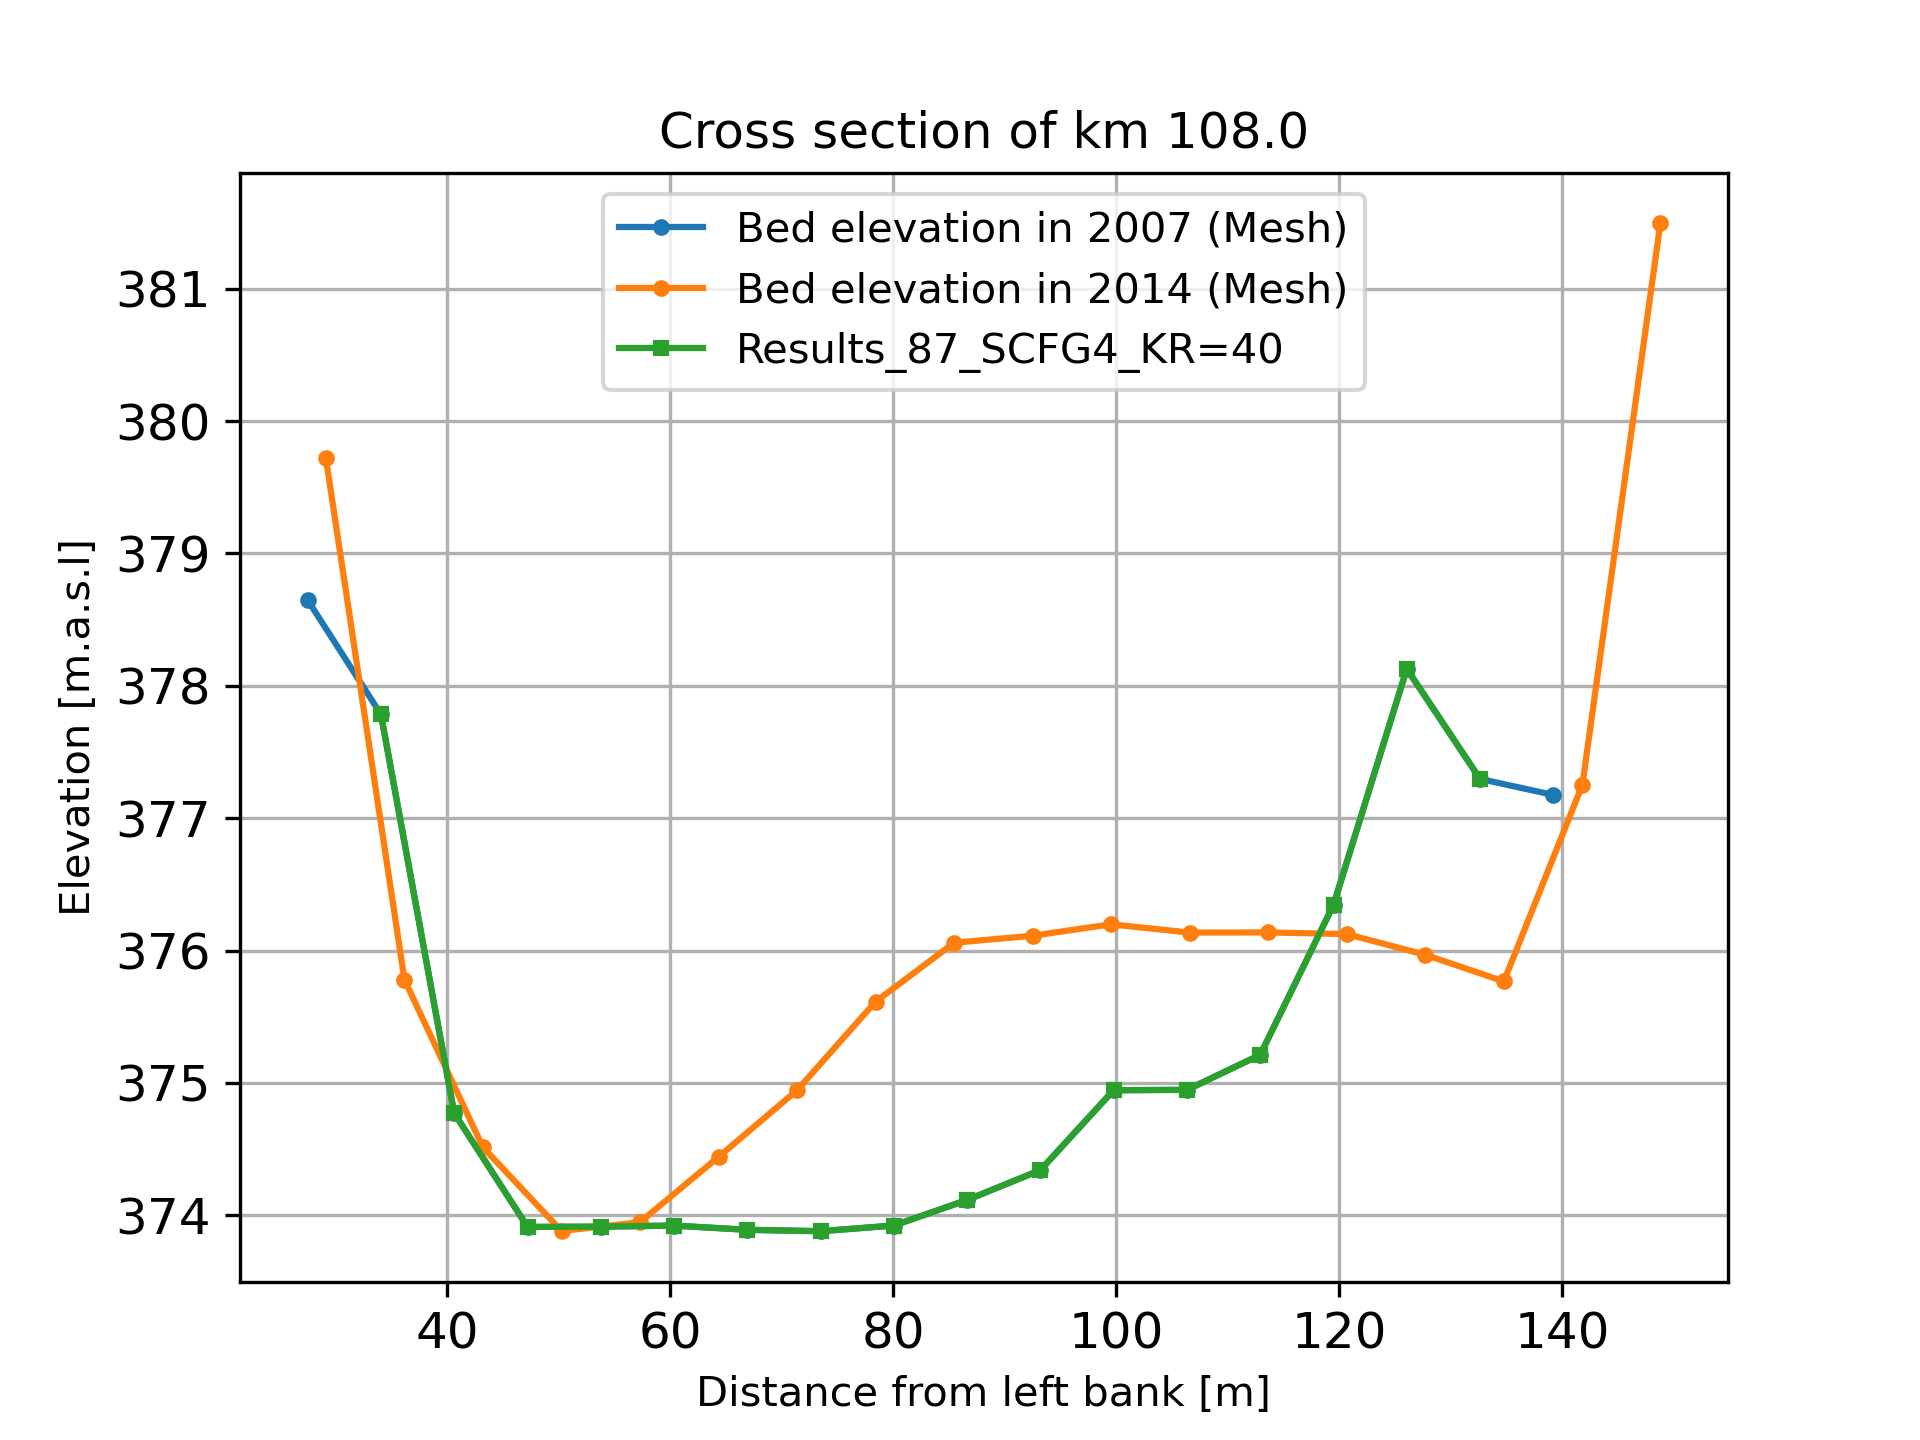 Cross section of km 108.0
Bed elevation in 2007 (Mesh)
Bed elevation in 2014 (Mesh)
Results_87_SCFG4_KR=40
381
380
379
378
377
376
375
374
Elevation [m.a.s.l]
40 60 80 100 120 140
Distance from left bank [m]